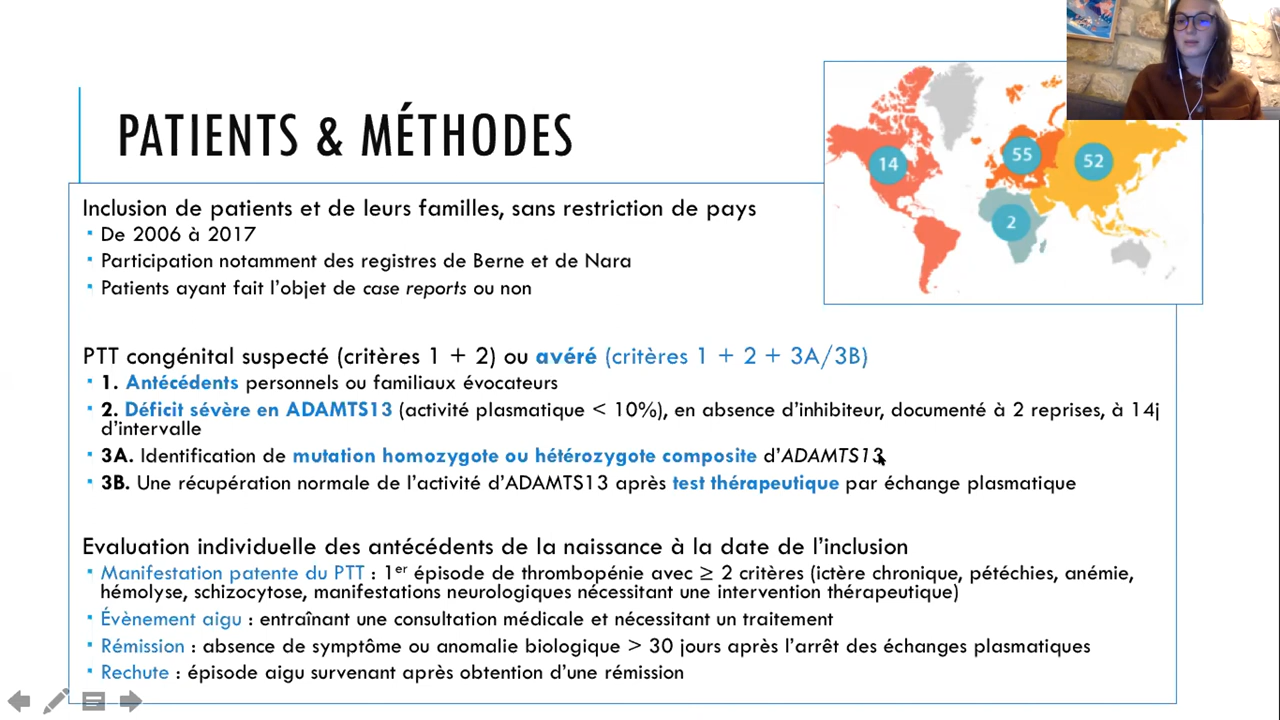 PATIENTS & MÉTHODES
14
55
52
2
Inclusion de patients et de leurs familles, sans restriction de pays
▪ De 2006 à 2017
▪ Participation notamment des registres de Berne et de Nara
▪ Patients ayant fait l'objet de case reports ou non
PTT congénital suspecté (critères 1 + 2) ou avéré (critères 1 + 2 + 3A/3B)
▪ 1. Antécédents personnels ou familiaux évocateurs
▪ 2. Déficit sévère en ADAMTS13 (activité plasmatique < 10%), en absence d'inhibiteur, documenté à 2 reprises, à 14j
d'intervalle
▪ 3A. Identification de mutation homozygote ou hétérozygote composite d'ADAMTS13
▪ 3B. Une récupération normale de l'activité d'ADAMTS13 après test thérapeutique par échange plasmatique
Evaluation individuelle des antécédents de la naissance à la date de l'inclusion
▪ Manifestation patente du PTT : 1er épisode de thrombopénie avec ≥ 2 critères (ictère chronique, pétéchies, anémie,
hémolyse, schizocytose, manifestations neurologiques nécessitant une intervention thérapeutique)
▪ Évènement aigu : entraînant une consultation médicale et nécessitant un traitement
▪ Rémission : absence de symptôme ou anomalie biologique > 30 jours après l'arrêt des échanges plasmatiques
▪ Rechute : épisode aigu survenant après obtention d'une rémission